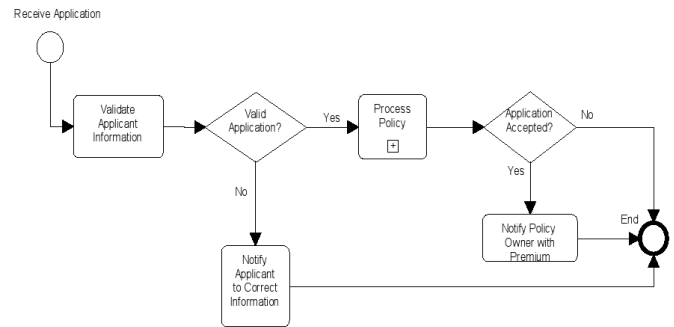 Receive Application
Validate
Applicant
Information
Valid
Application?
Yes
Process
Policy
+
Application
Accepted?
No
Yes
No
End
Notify Policy
Owner with
Premium
Notify
Applicant
to Correct
Information